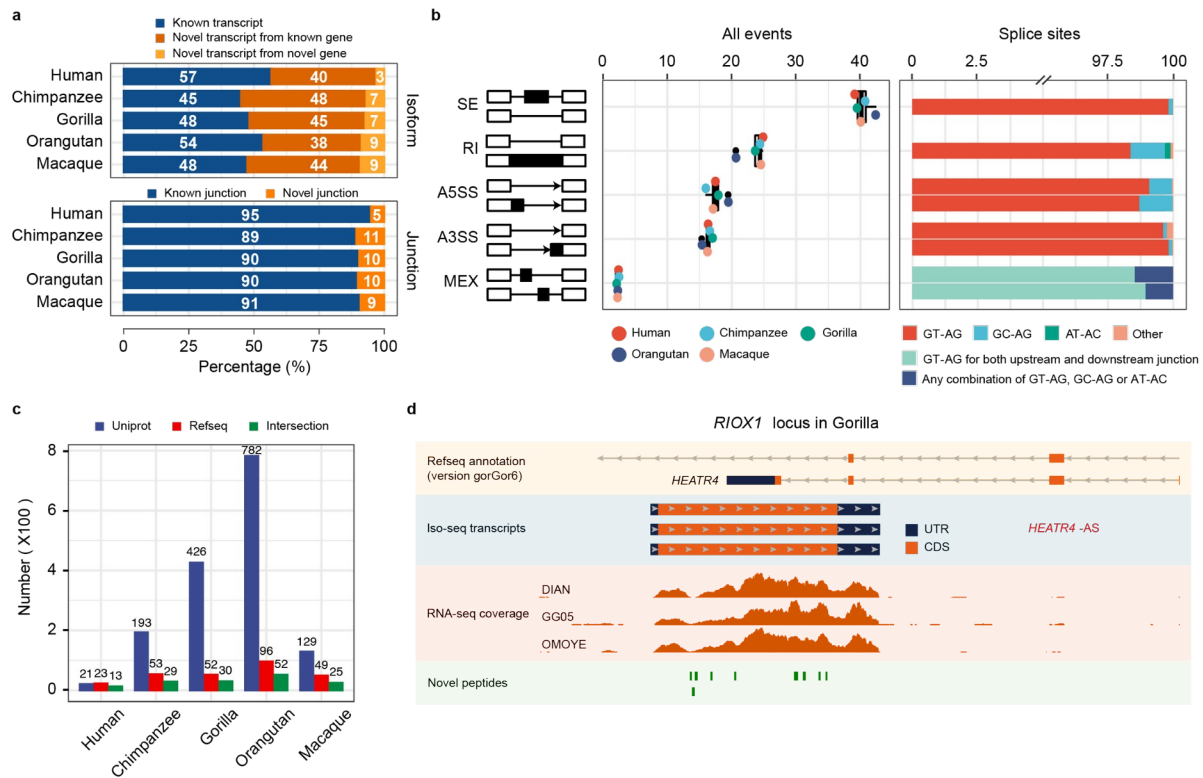 a
Known transcript
Novel transcript from known gene
Novel transcript from novel gene
Human 57 40 3
Chimpanzee 45 48 7
Gorilla 48 45 7
Orangutan 54 38 9
Macaque 48 44 9
Isoform
Known junction Novel junction
Human 95 5
Chimpanzee 89 11
Gorilla 90 10
Orangutan 90 10
Macaque 91 9
Junction
0 25 50 75 100
Percentage (%)
b
All events Splice sites
0 10 20 30 40 0 2.5 97.5 100
SE
RI
A5SS
A3SS
MEX
Human Chimpanzee Gorilla
Orangutan Macaque
GT-AG GC-AG AT-AC Other
GT-AG for both upstream and downstream junction
Any combination of GT-AG, GC-AG or AT-AC
c
Uniprot Refseq Intersection
Number ( X100)
8
6
4
2
0
21 23 13
193 53 29
426 52 30
782 96 52
129 49 25
Human
Chimpanzee
Gorilla
Orangutan
Macaque
d
RIOX1 locus in Gorilla
Refseq annotation
(version gorGor6)
HEATR4
Iso-seq transcripts
UTR
CDS
HEATR4 -AS
RNA-seq coverage
DIAN
GG05
OMOYE
Novel peptides